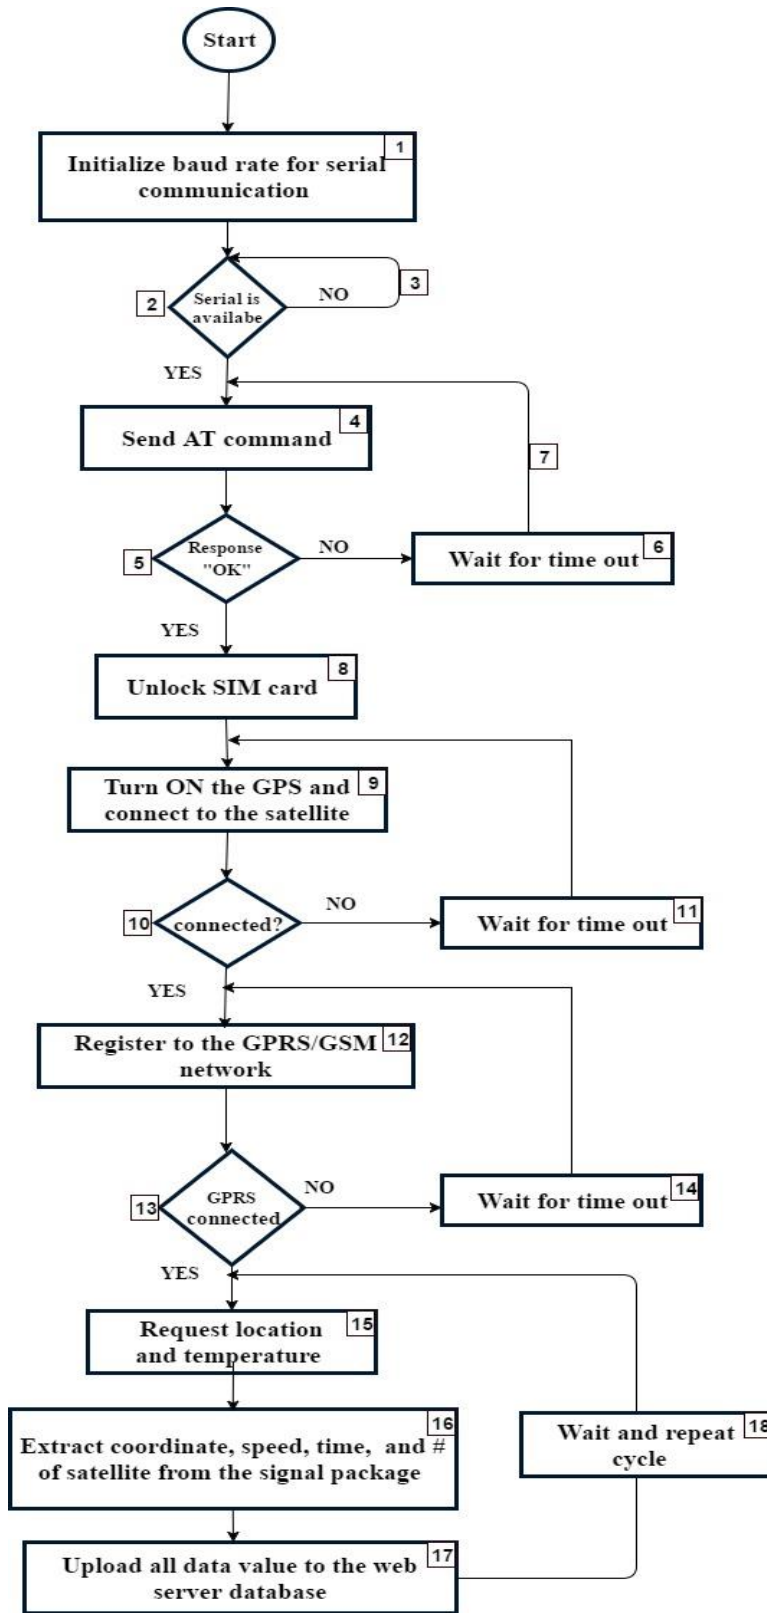 Start
1
Initialize baud rate for serial
communication
2
Serial is
availabe
NO
3
YES
4
Send AT command
7
5
Response
"OK"
NO
6
Wait for time out
YES
8
Unlock SIM card
9
Turn ON the GPS and
connect to the satellite
10
connected?
NO
11
Wait for time out
YES
12
Register to the GPRS/GSM
network
13
GPRS
connected
NO
14
Wait for time out
YES
15
Request location
and temperature
16
Extract coordinate, speed, time, and #
of satellite from the signal package
18
Wait and repeat
cycle
17
Upload all data value to the web
server database